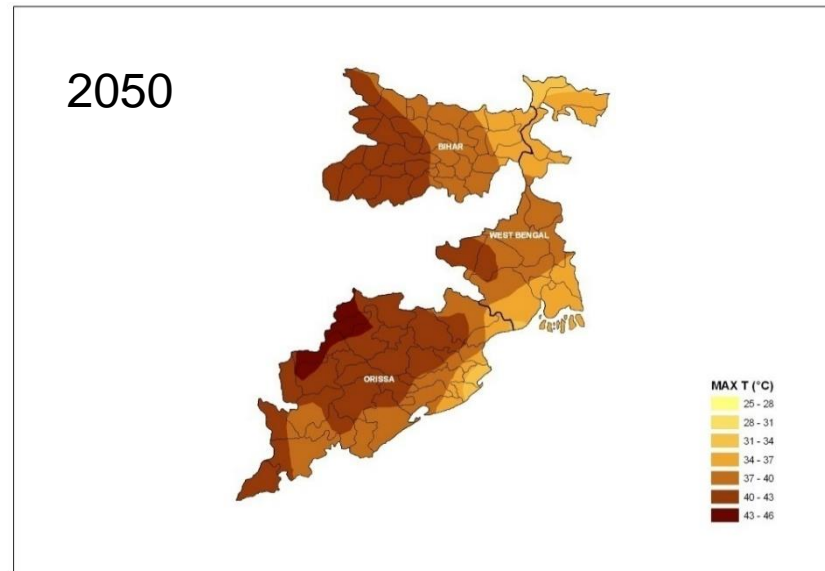 2050
BIHAR
WEST BENGAL
ORISSA
MAX T (°C)
25 - 28
28 - 31
31 - 34
34 - 37
37 - 40
40 - 43
43 - 46